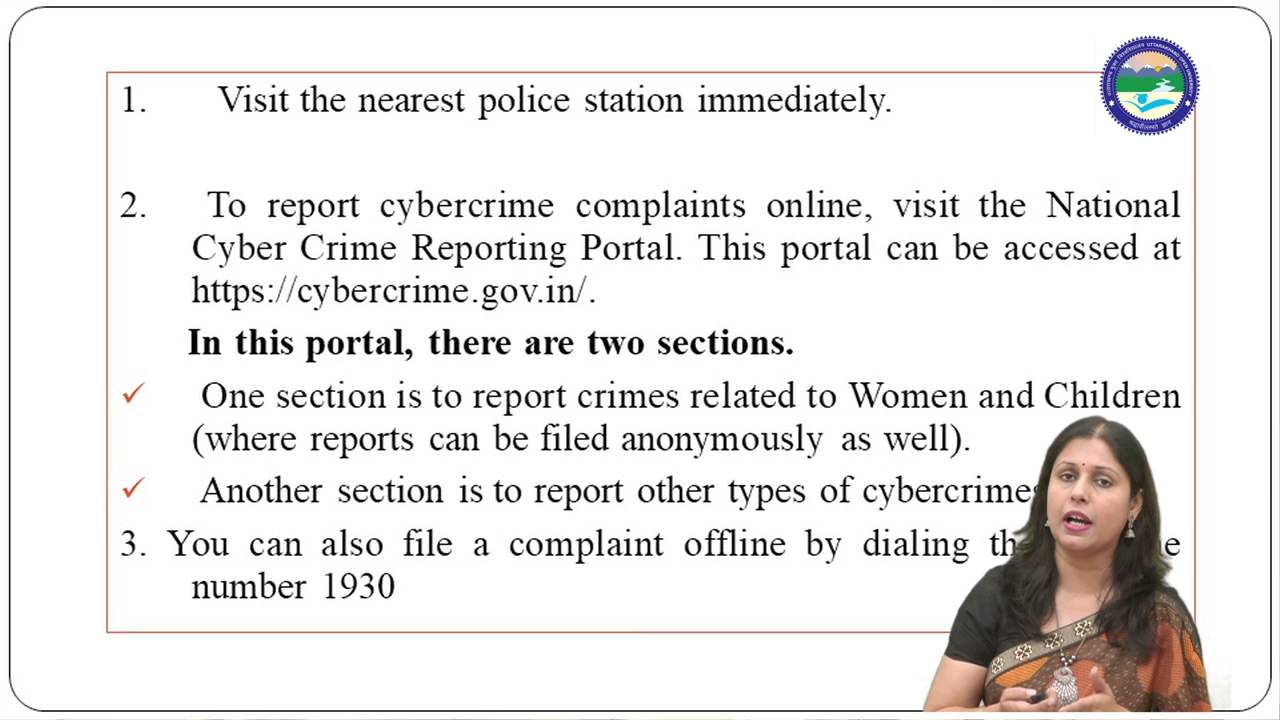 1. Visit the nearest police station immediately.
2. To report cybercrime complaints online, visit the National
Cyber Crime Reporting Portal. This portal can be accessed at
https://cybercrime.gov.in/.
In this portal, there are two sections.
✓ One section is to report crimes related to Women and Children
(where reports can be filed anonymously as well).
✓ Another section is to report other types of
3. You can also file a complaint offline by dialing
number 1930